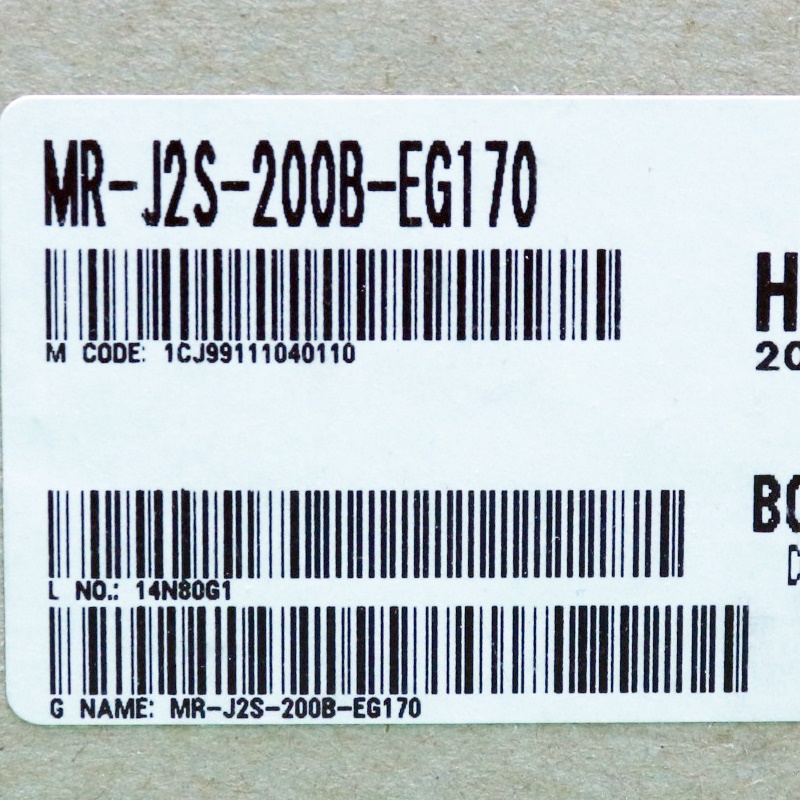 MR-J2S-200B-EG170
M CODE: 1CJ99111040110
L NO.: 14N80G1
G NAME: MR-J2S-200B-EG170